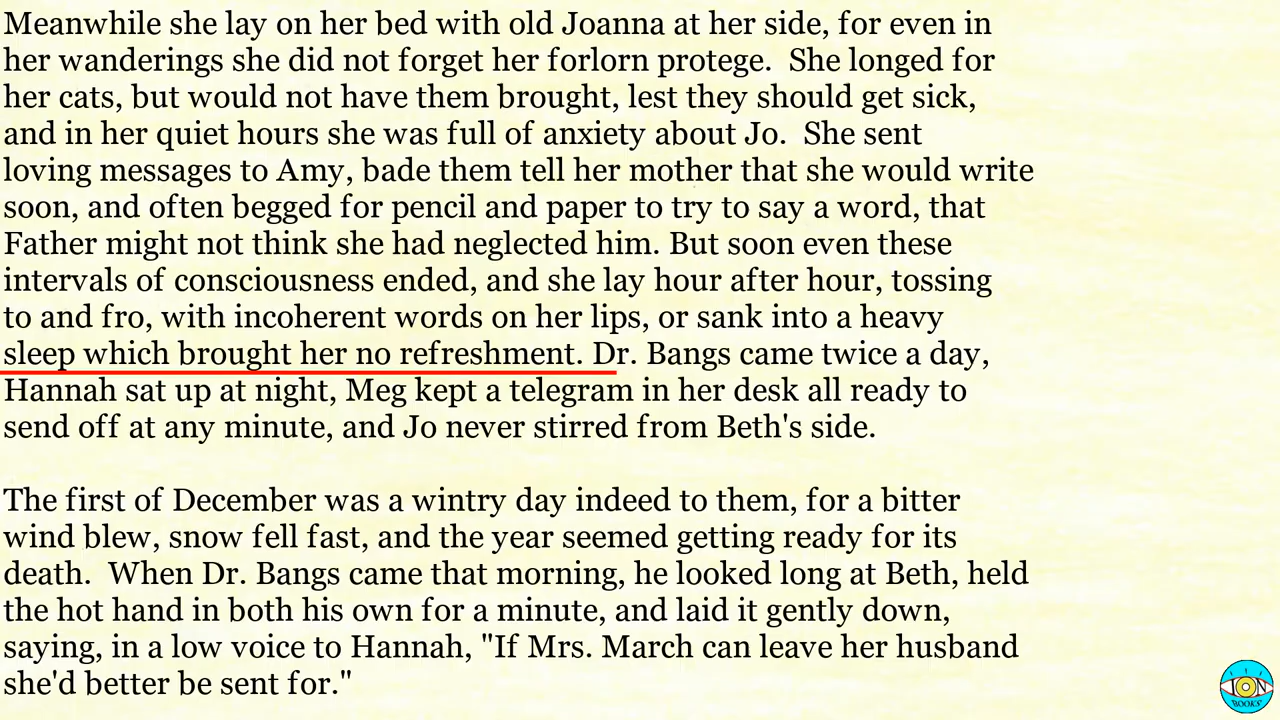 Meanwhile she lay on her bed with old Joanna at her side, for even in
her wanderings she did not forget her forlorn protege.  She longed for
her cats, but would not have them brought, lest they should get sick,
and in her quiet hours she was full of anxiety about Jo.  She sent
loving messages to Amy, bade them tell her mother that she would write
soon, and often begged for pencil and paper to try to say a word, that
Father might not think she had neglected him. But soon even these
intervals of consciousness ended, and she lay hour after hour, tossing
to and fro, with incoherent words on her lips, or sank into a heavy
sleep which brought her no refreshment. Dr. Bangs came twice a day,
Hannah sat up at night, Meg kept a telegram in her desk all ready to
send off at any minute, and Jo never stirred from Beth's side.

The first of December was a wintry day indeed to them, for a bitter
wind blew, snow fell fast, and the year seemed getting ready for its
death.  When Dr. Bangs came that morning, he looked long at Beth, held
the hot hand in both his own for a minute, and laid it gently down,
saying, in a low voice to Hannah, "If Mrs. March can leave her husband
she'd better be sent for."
ION
BOOKS